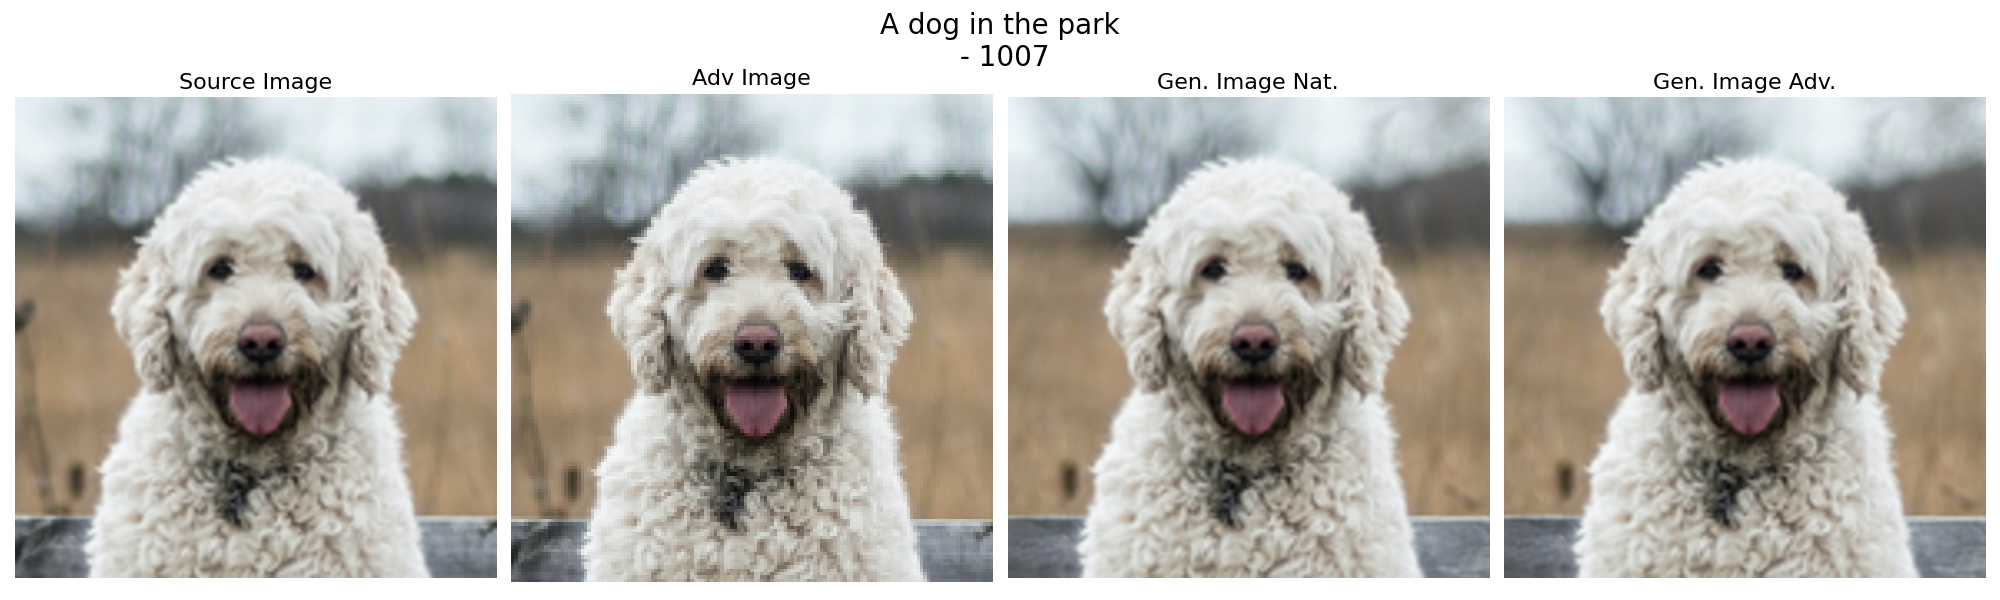 A dog in the park
- 1007
Source Image
Adv Image
Gen. Image Nat.
Gen. Image Adv.